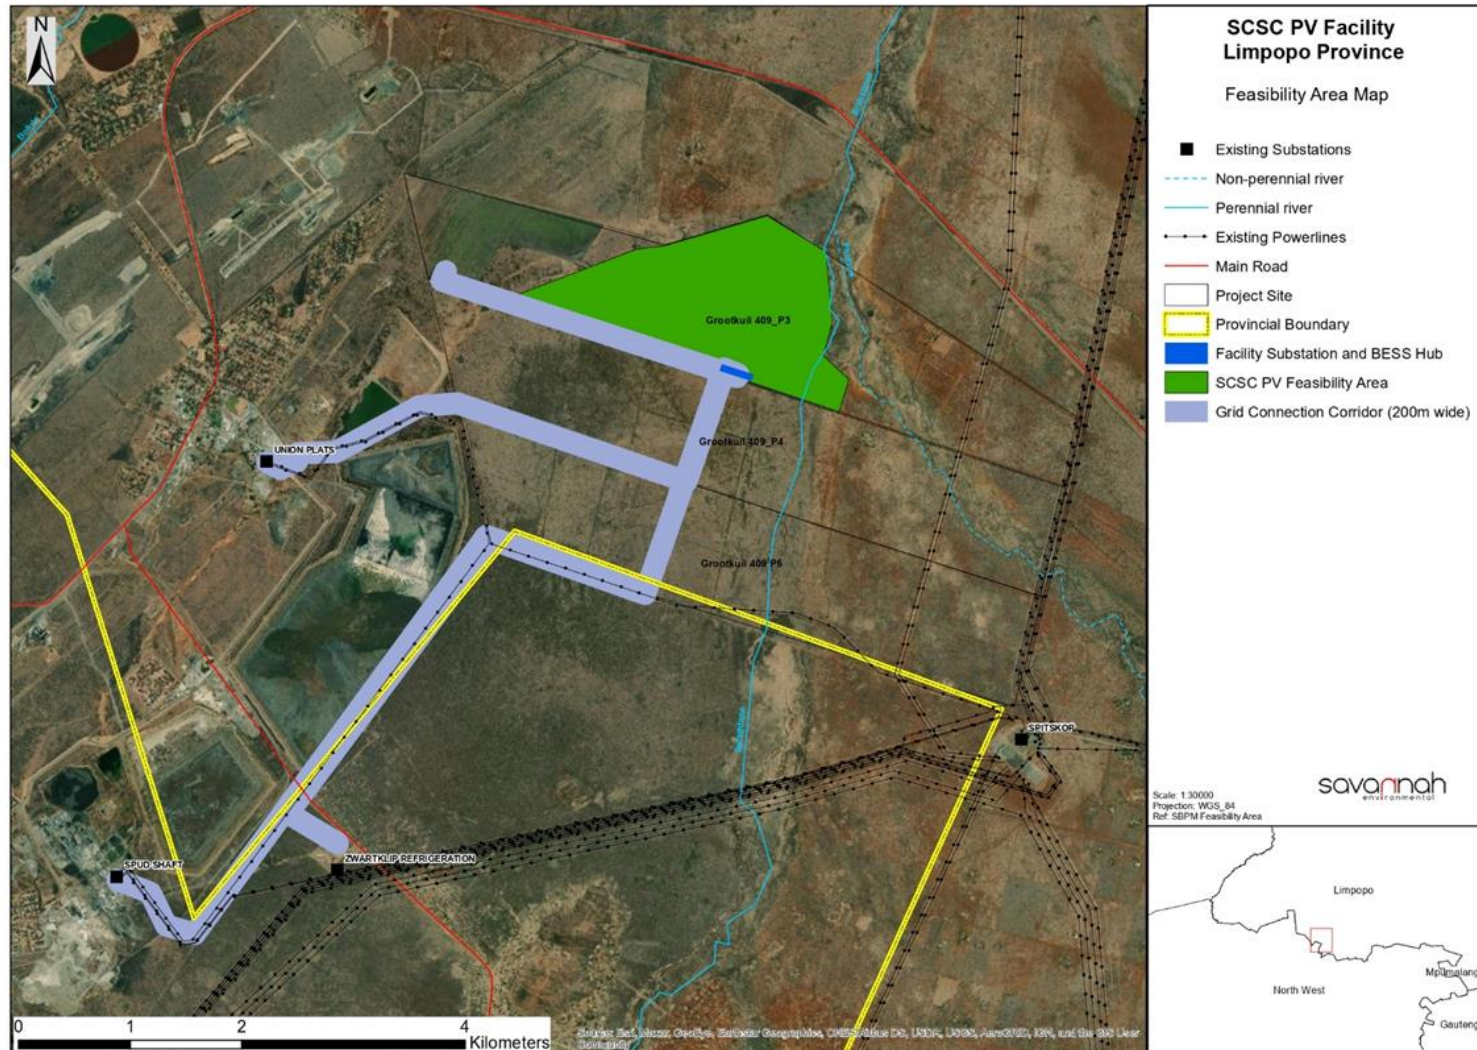 SCSC PV Facility
Limpopo Province
Feasibility Area Map
Existing Substations
Non-perennial river
Perennial river
Existing Powerlines
Main Road
Project Site
Provincial Boundary
Facility Substation and BESS Hub
SCSC PV Feasibility Area
Grid Connection Corridor (200m wide)
N
Grootkuil 409_P3
Grootkuil 409_P4
UNION PLATS
Grootkuil 409_P5
SPITSKOP
ZWARTKLIP REFRIGERATION
SPUD SHAFT
savannah
environmental
Scale: 1:30000
Projection: WGS_84
Ref: SBPM Feasibility Area
Limpopo
North West
Mpumalang
Gauteng
0 1 2 4
Kilometers
Community